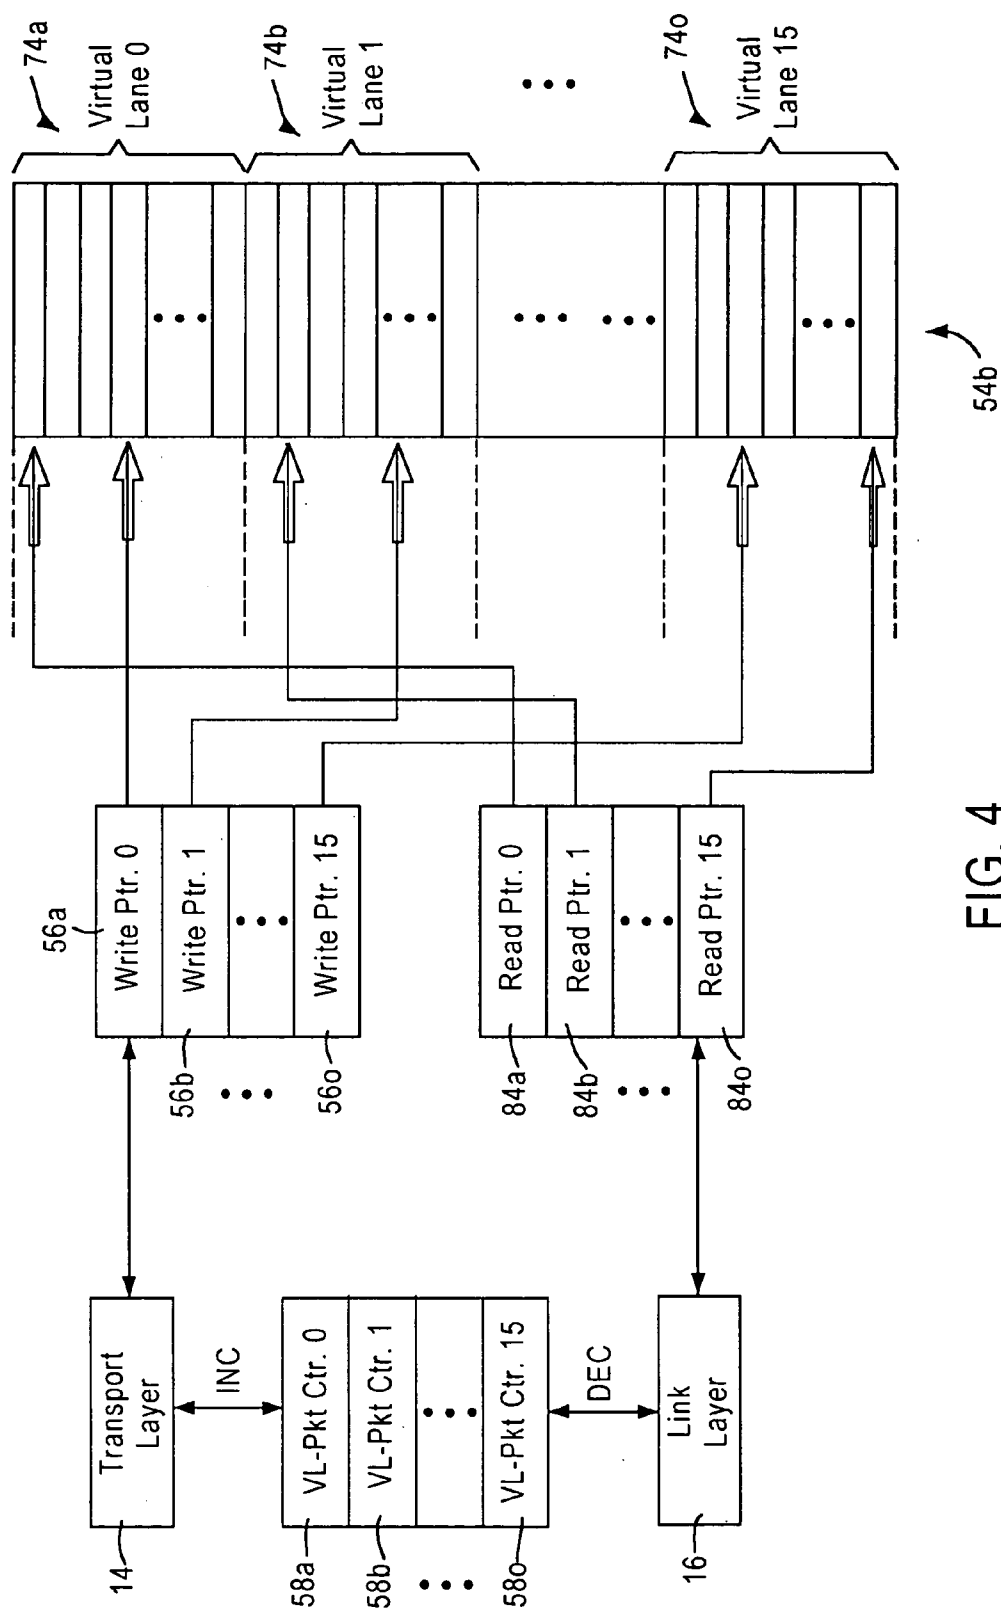 14
Transport
Layer
INC
58a
VL-Pkt Ctr. 0
58b
VL-Pkt Ctr. 1
58o
VL-Pkt Ctr. 15
DEC
16
Link
Layer
56a
Write Ptr. 0
56b
Write Ptr. 1
56o
Write Ptr. 15
84a
Read Ptr. 0
84b
Read Ptr. 1
84o
Read Ptr. 15
74a
Virtual
Lane 0
74b
Virtual
Lane 1
74o
Virtual
Lane 15
54b
FIG. 4